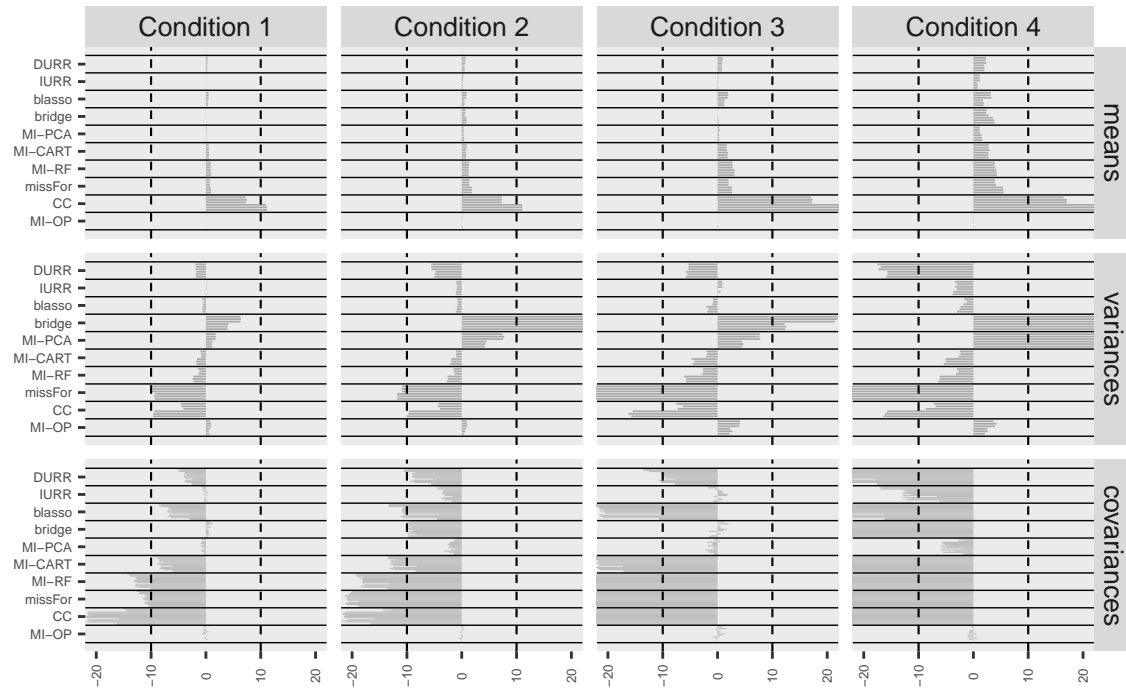 Condition 1 Condition 2 Condition 3 Condition 4
DURR
IURR
blasso
bridge
MI−PCA
MI−CART
MI−RF
missFor
CC
MI−OP
means
DURR
IURR
blasso
bridge
MI−PCA
MI−CART
MI−RF
missFor
CC
MI−OP
variances
DURR
IURR
blasso
bridge
MI−PCA
MI−CART
MI−RF
missFor
CC
MI−OP
covariances
−20 −10 0 10 20 −20 −10 0 10 20 −20 −10 0 10 20 −20 −10 0 10 20